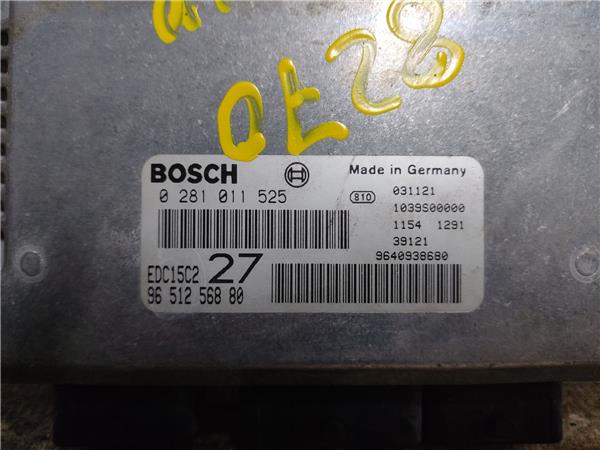 QE28
BOSCH
Made in Germany
0 281 011 525
810
031121
1039S00000
1154 1291
39121
9640938680
EDC15C2 27
96 512 568 80